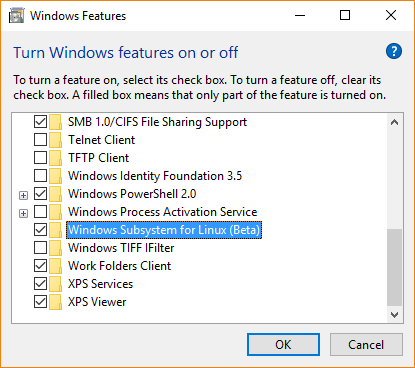 Windows Features
Turn Windows features on or off
To turn a feature on, select its check box. To turn a feature off, clear its
check box. A filled box means that only part of the feature is turned on.
SMB 1.0/CIFS File Sharing Support
Telnet Client
TFTP Client
Windows Identity Foundation 3.5
Windows PowerShell 2.0
Windows Process Activation Service
Windows Subsystem for Linux (Beta)
Windows TIFF IFilter
Work Folders Client
XPS Services
XPS Viewer
OK Cancel